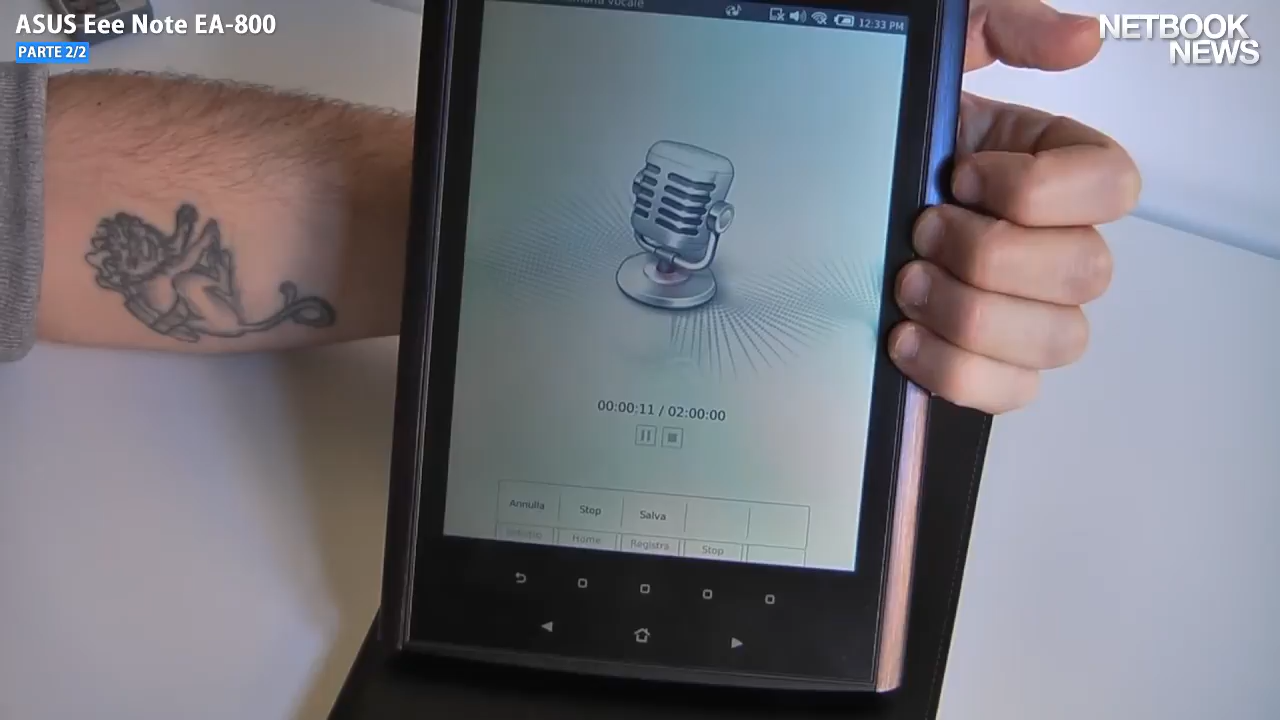 ASUS Eee Note EA-800
PARTE 2/2
NETBOOK
NEWS
vocale
12:33 PM
00:00:11 / 02:00:00
Annulla Stop Salva
Home Registra Stop